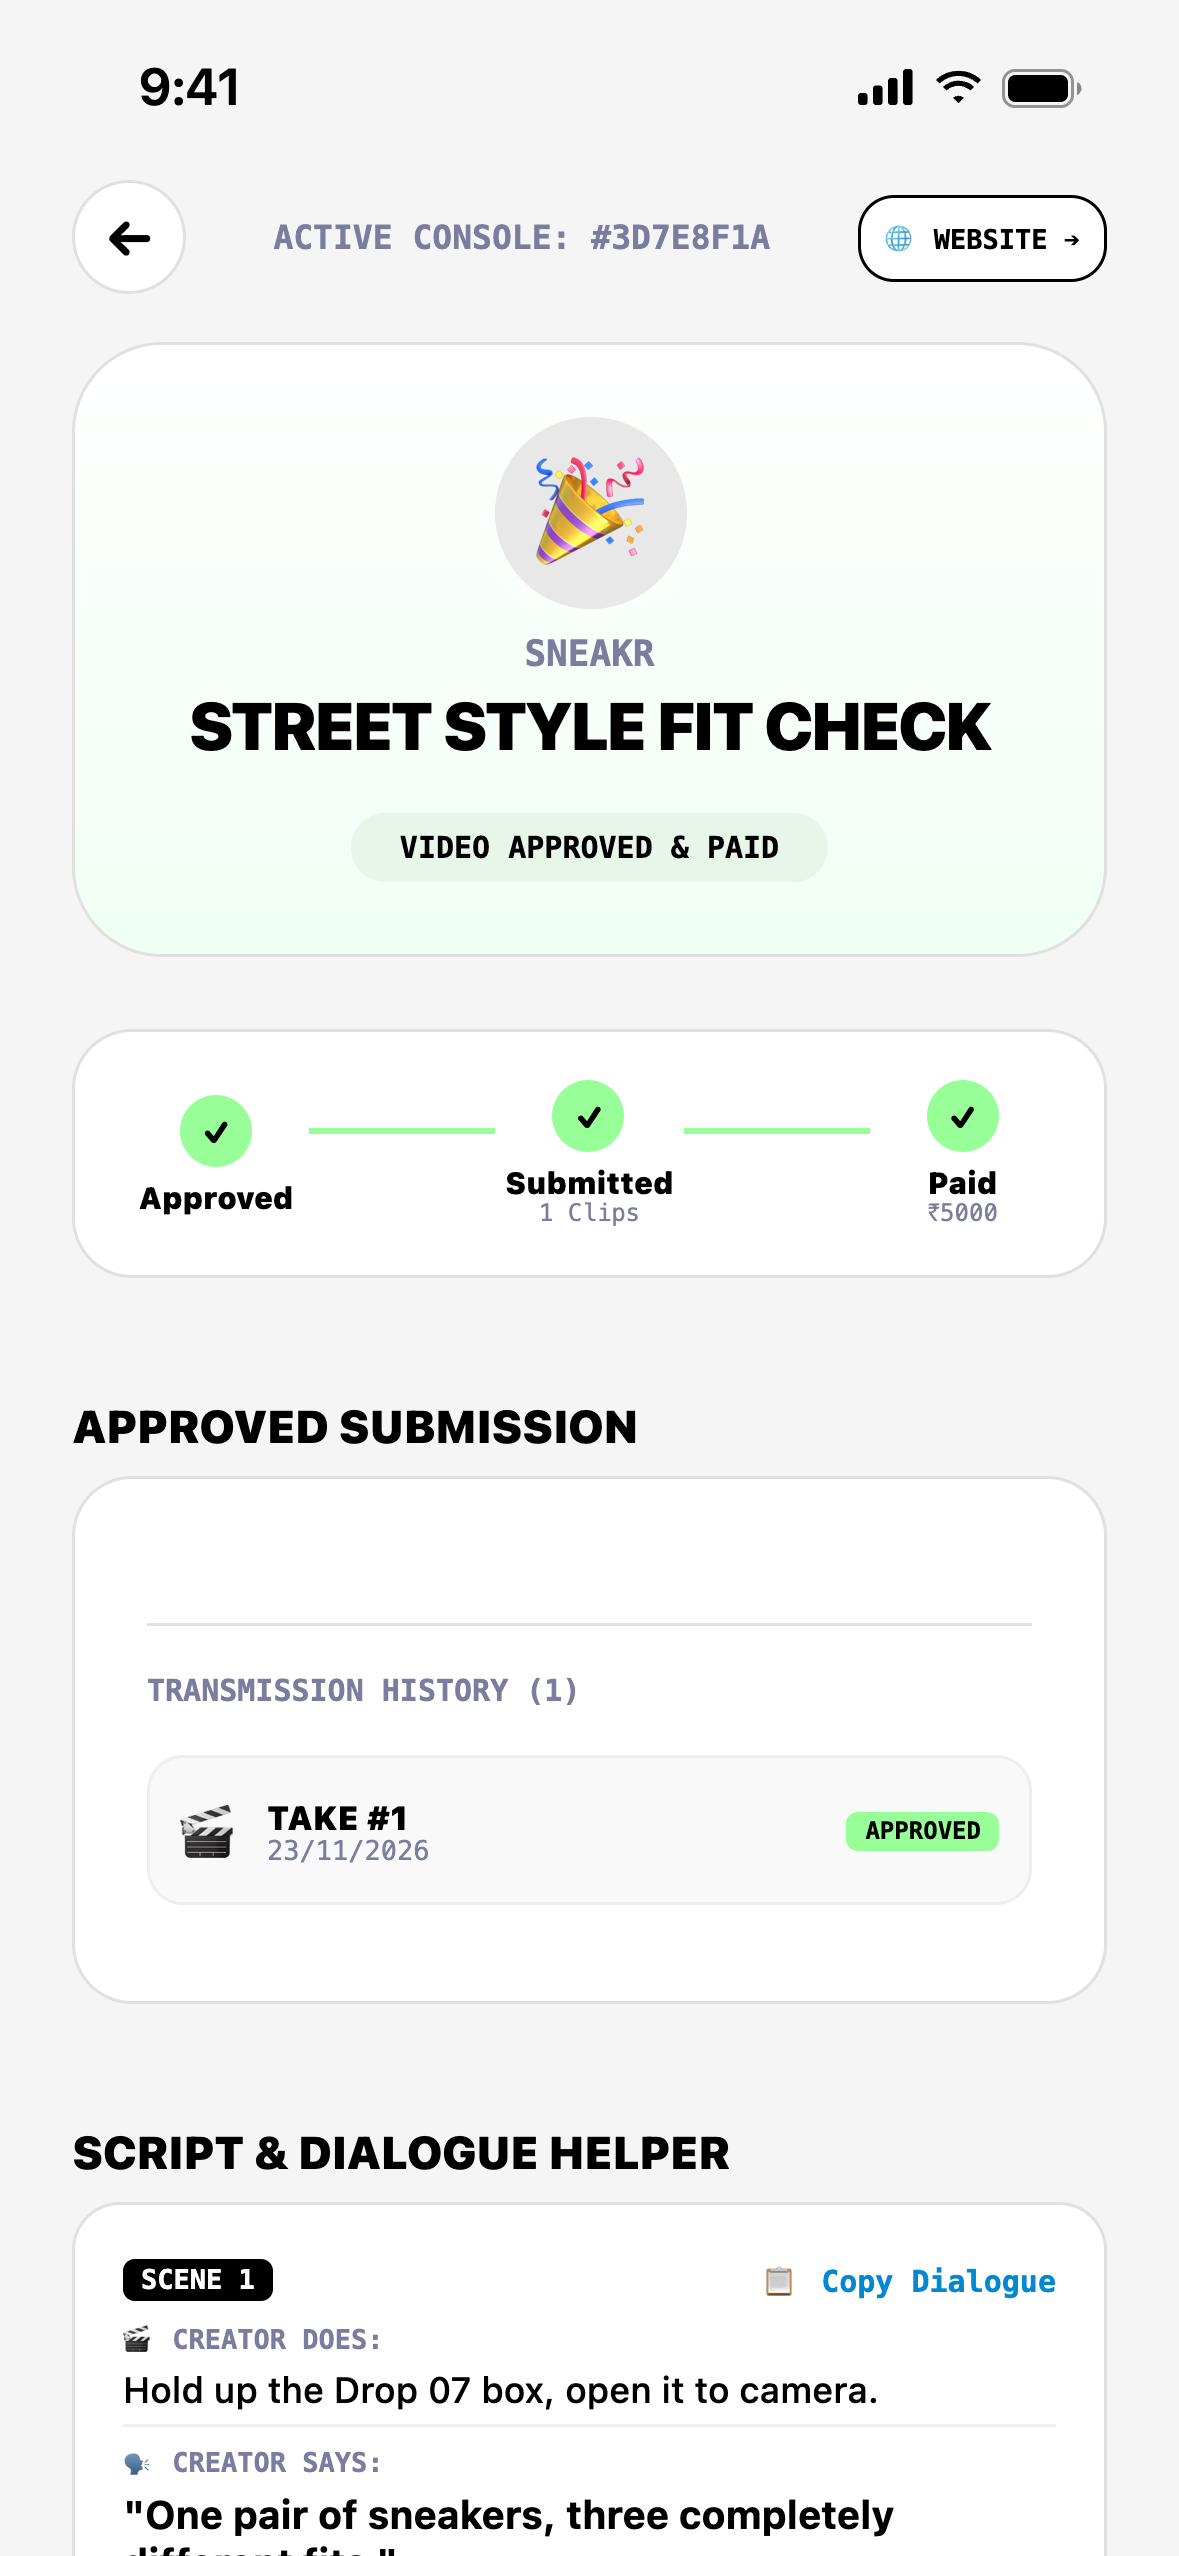 9:41
ACTIVE CONSOLE: #3D7E8F1A
WEBSITE →
SNEAKR
STREET STYLE FIT CHECK
VIDEO APPROVED & PAID
Approved
Submitted
1 Clips
Paid
₹5000
APPROVED SUBMISSION
TRANSMISSION HISTORY (1)
TAKE #1
23/11/2026
APPROVED
SCRIPT & DIALOGUE HELPER
SCENE 1
Copy Dialogue
CREATOR DOES:
Hold up the Drop 07 box, open it to camera.
CREATOR SAYS:
"One pair of sneakers, three completely
different fits."